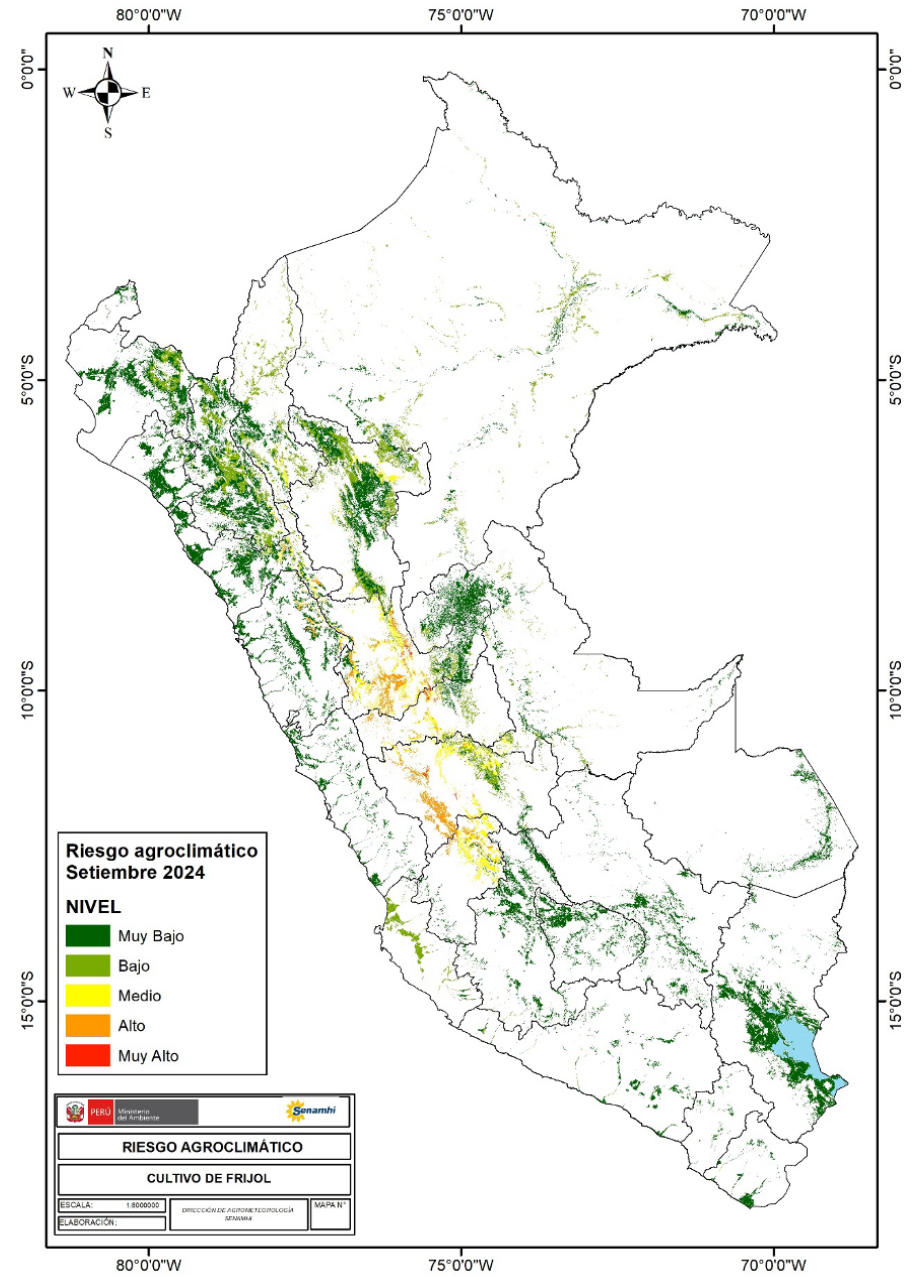 80°0'0"W 75°0'0"W 70°0'0"W
0°0'0" 0°0'0"
N
W E
S
5°0'0"S 5°0'0"S
10°0'0"S 10°0'0"S
Riesgo agroclimático
Setiembre 2024
NIVEL
Muy Bajo
Bajo
Medio
Alto
Muy Alto
15°0'0"S 15°0'0"S
PERÚ Ministerio
del Ambiente
Senamhi
RIESGO AGROCLIMÁTICO
CULTIVO DE FRIJOL
ESCALA: 1:6000000
DIRECCIÓN DE AGROMETEOROLOGÍA
SENAMHI
MAPA N°
ELABORACIÓN:
80°0'0"W 75°0'0"W 70°0'0"W